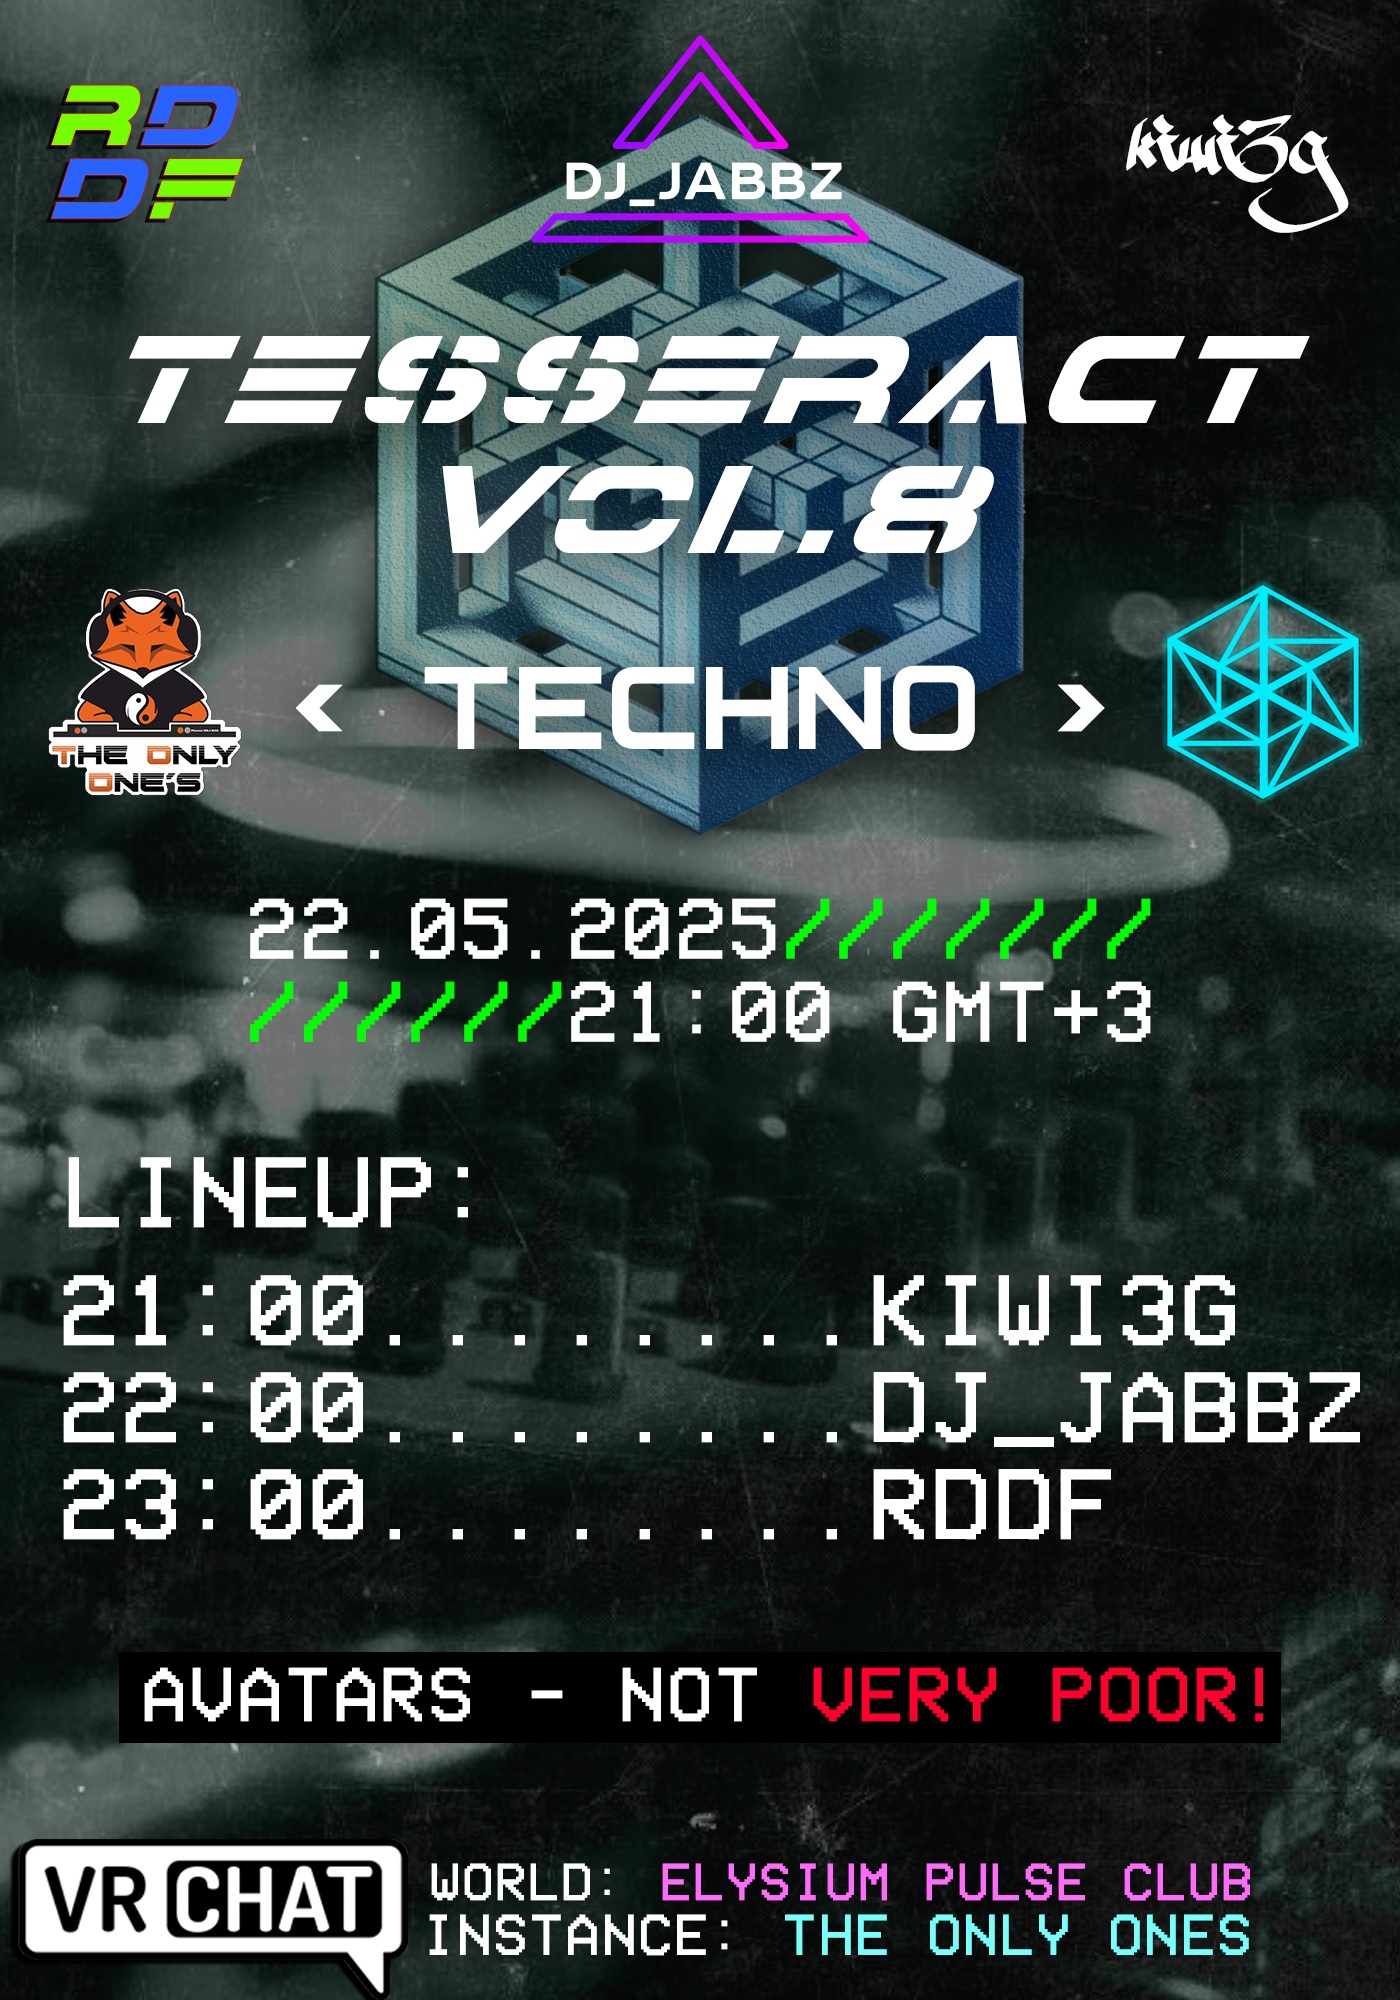 RD
DF
DJ_JABBZ
kiwi3g
TESSERACT
VOL.8
THE ONLY
ONE'S
< TECHNO >
22.05.2025///////
//////21:00 GMT+3
LINEUP:
21:00........KIWI3G
22:00........DJ_JABBZ
23:00........RDDF
AVATARS - NOT VERY POOR!
VRCHAT
WORLD: ELYSIUM PULSE CLUB
INSTANCE: THE ONLY ONES